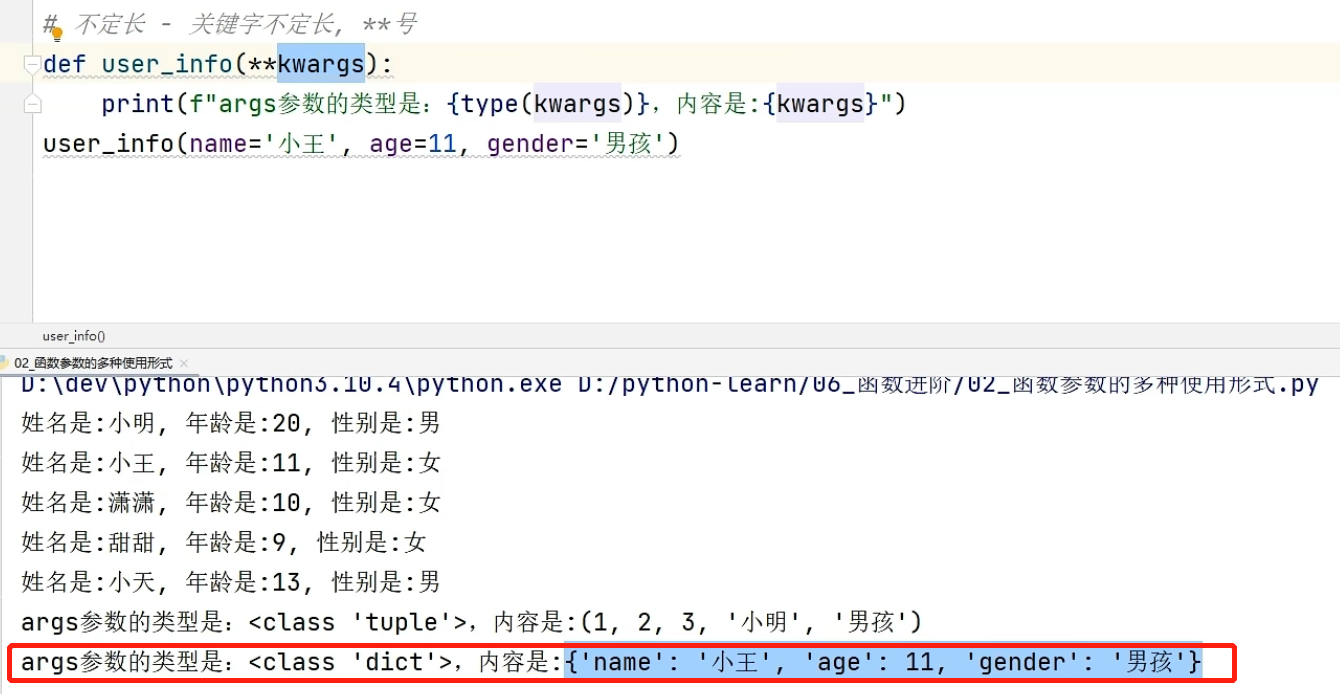 # 不定长 - 关键字不定长, **号
def user_info(**kwargs):
    print(f"args参数的类型是：{type(kwargs)}，内容是:{kwargs}")
user_info(name='小王', age=11, gender='男孩')
user_info()
02_函数参数的多种使用形式
D:\dev\python\python3.10.4\python.exe D:/python-learn/06_函数进阶/02_函数参数的多种使用形式.py
姓名是:小明, 年龄是:20, 性别是:男
姓名是:小王, 年龄是:11, 性别是:女
姓名是:潇潇, 年龄是:10, 性别是:女
姓名是:甜甜, 年龄是:9, 性别是:女
姓名是:小天, 年龄是:13, 性别是:男
args参数的类型是：<class 'tuple'>，内容是:(1, 2, 3, '小明', '男孩')
args参数的类型是：<class 'dict'>，内容是:{'name': '小王', 'age': 11, 'gender': '男孩'}